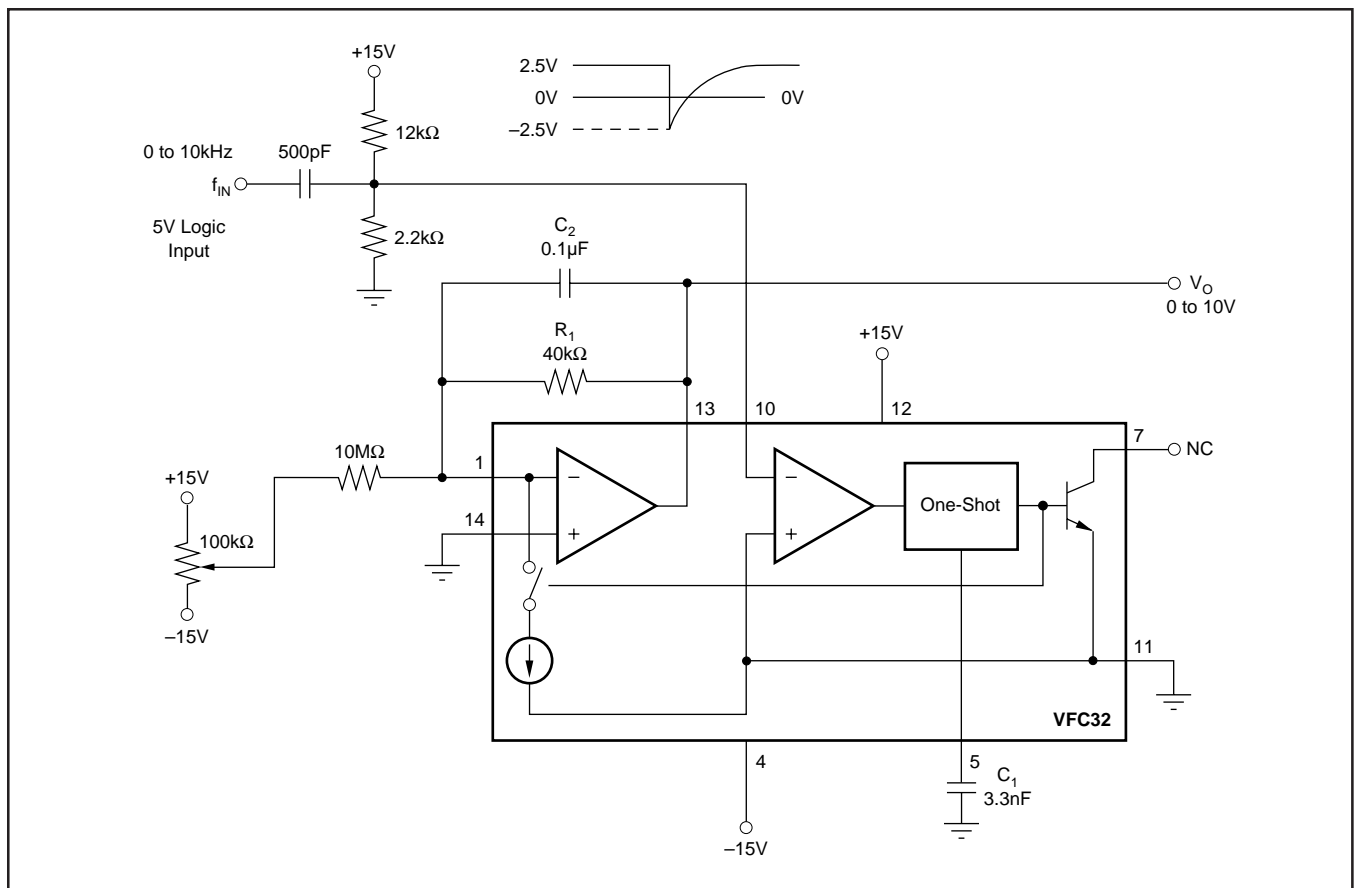 +15V
2.5V
0V
0V
–2.5V
12kΩ
0 to 10kHz
500pF
fIN
5V Logic
Input
2.2kΩ
C2
0.1µF
VO
0 to 10V
R1
40kΩ
+15V
13
10
12
7
NC
10MΩ
1
+15V
–
–
One-Shot
14
+
+
100kΩ
–15V
11
VFC32
4
5
C1
3.3nF
–15V